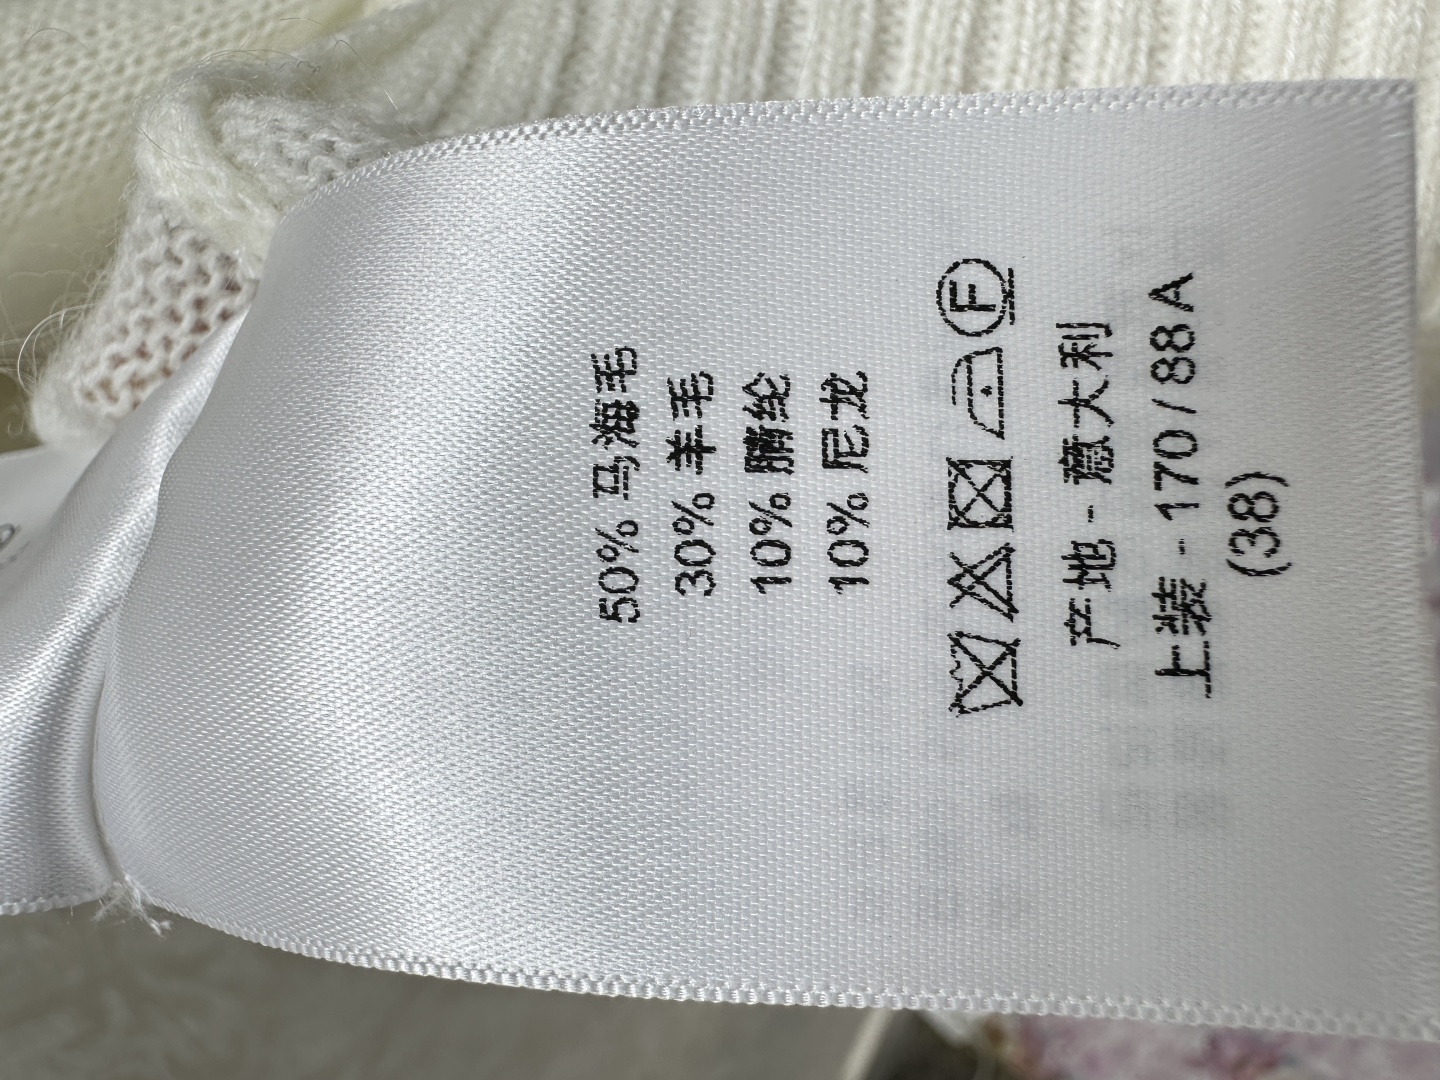 50% 马海毛
30% 羊毛
10% 腈纶
10% 尼龙
F
产地 - 意大利
上装 - 170/88A
(38)